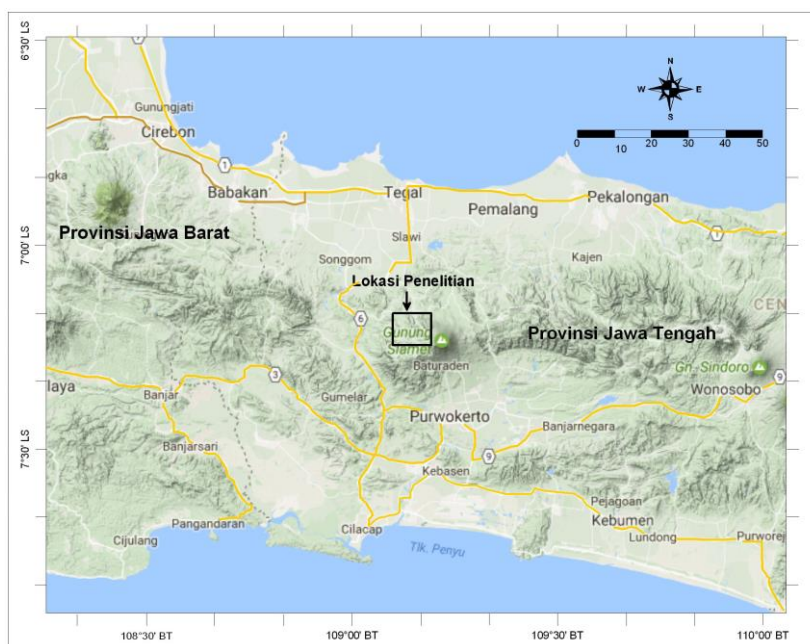 6°30' LS
7°00' LS
7°30' LS
N
W E
S
0 10 20 30 40 50
7
Gunungjati
Cirebon
1
Babakan
Tegal
Pemalang
Pekalongan
1
Provinsi Jawa Barat
Slawi
Songgom
Kajen
Lokasi Penelitian
6
Gunung
Slamet
Provinsi Jawa Tengah
CEN
Gn. Sindoro
Baturaden
3
laya
Banjar
Gumelar
Purwokerto
Wonosobo
9
Banjarnegara
Banjarsari
9
Kebasen
Pejagoan
Kebumen
Pangandaran
Cilacap
Lundong
Purworej
Cijulang
Tlk. Penyu
108°30' BT
109°00' BT
109°30' BT
110°00' BT